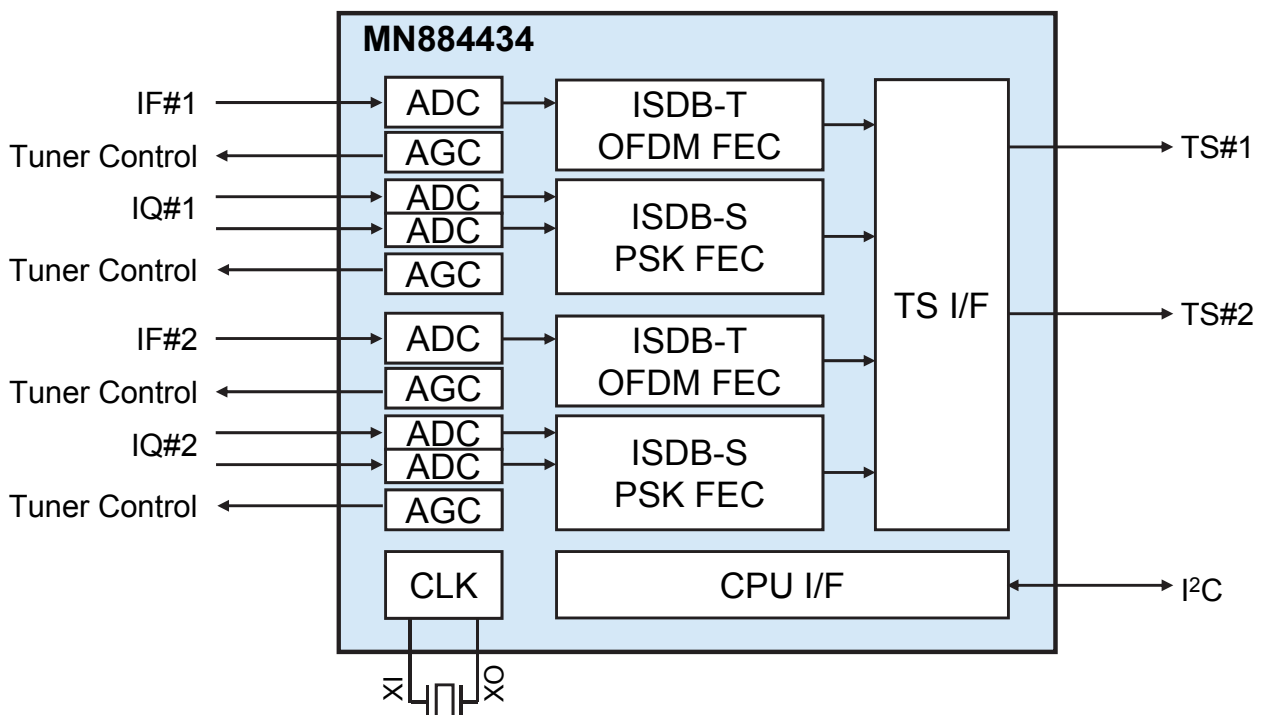 MN884434
IF#1
ADC
ISDB-T
OFDM FEC
Tuner Control
AGC
IQ#1
ADC
ADC
ISDB-S
PSK FEC
Tuner Control
AGC
IF#2
ADC
ISDB-T
OFDM FEC
Tuner Control
AGC
IQ#2
ADC
ADC
ISDB-S
PSK FEC
Tuner Control
AGC
TS I/F
TS#1
TS#2
CLK
CPU I/F
I²C
XI
XO